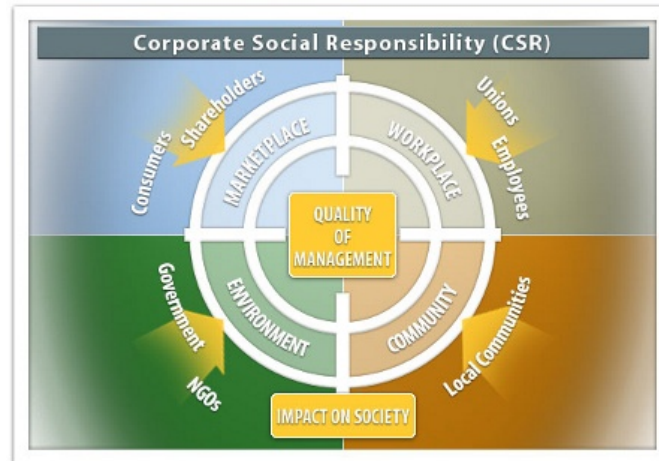 Corporate Social Responsibility (CSR)
Consumers
Shareholders
MARKETPLACE
WORKPLACE
Unions
Employees
QUALITY
OF
MANAGEMENT
Government
NGOs
ENVIRONMENT
COMMUNITY
Local Communities
IMPACT ON SOCIETY